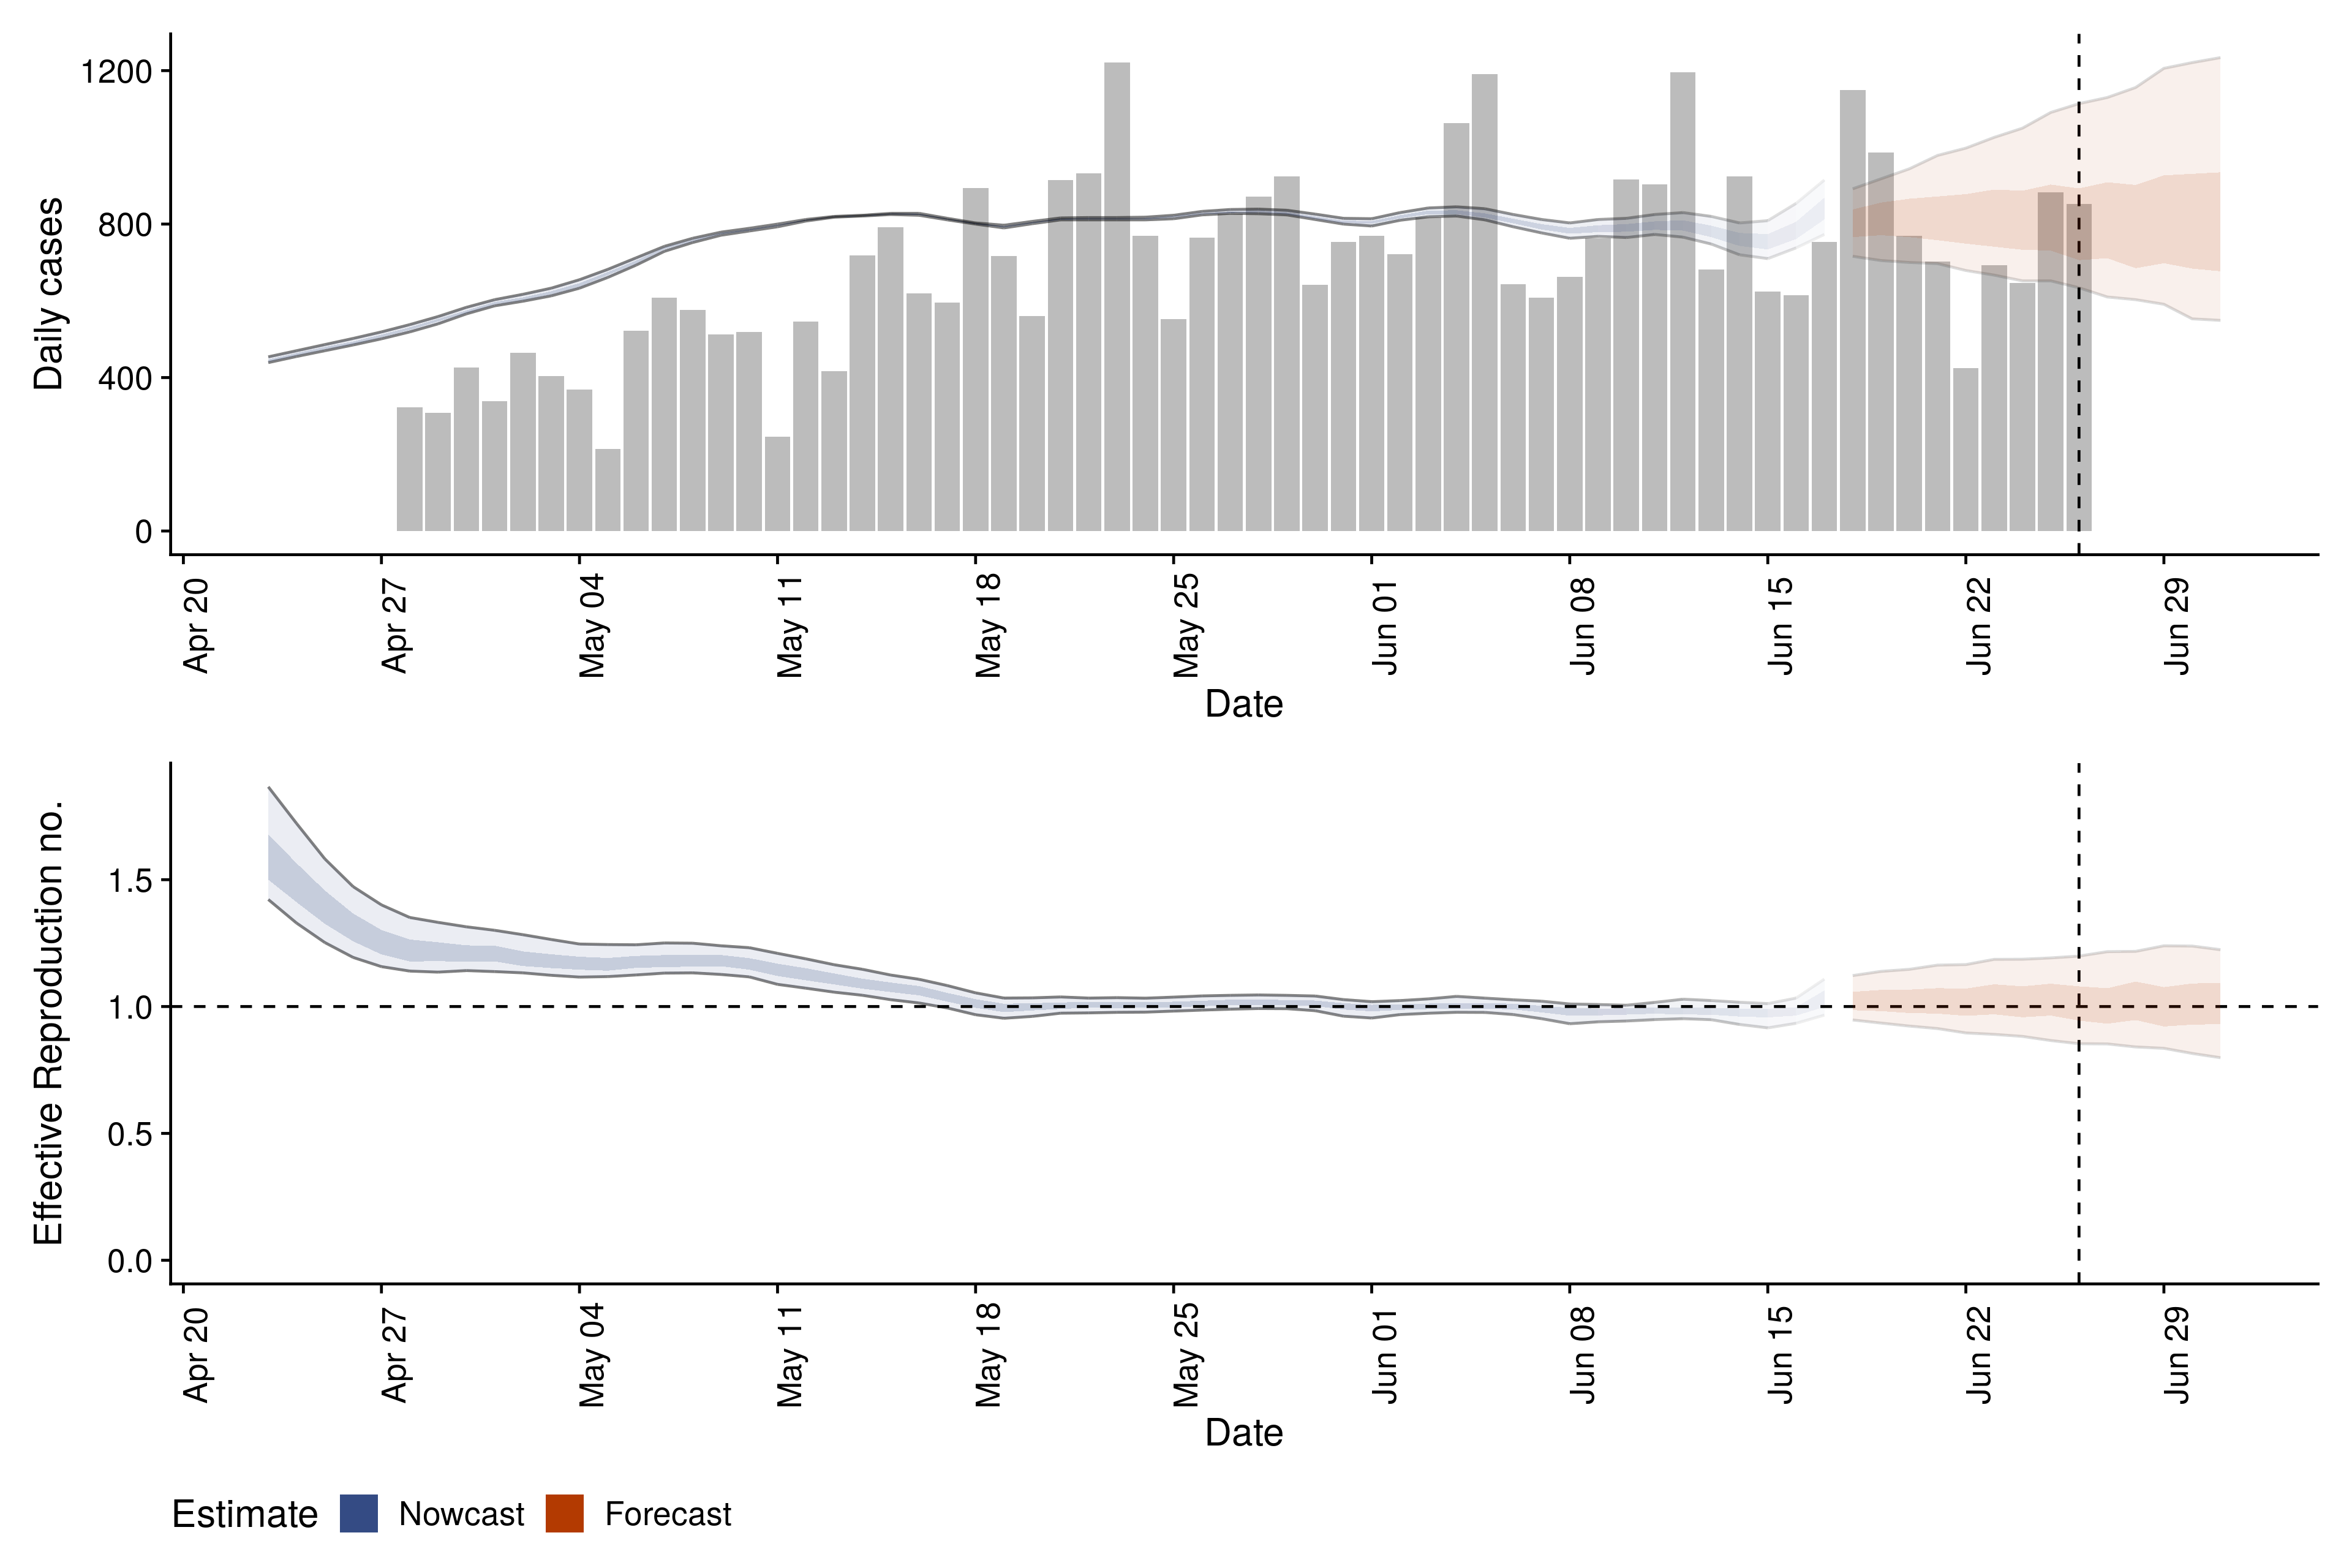 Daily cases
1200
800
400
0
Apr 20
Apr 27
May 04
May 11
May 18
May 25
Jun 01
Jun 08
Jun 15
Jun 22
Jun 29
Date
Effective Reproduction no.
1.5
1.0
0.5
0.0
Apr 20
Apr 27
May 04
May 11
May 18
May 25
Jun 01
Jun 08
Jun 15
Jun 22
Jun 29
Date
Estimate Nowcast Forecast